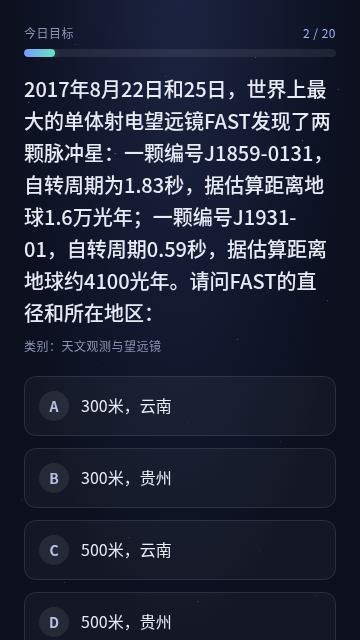 今日目标
2 / 20
2017年8月22日和25日，世界上最
大的单体射电望远镜FAST发现了两
颗脉冲星：一颗编号J1859-0131，
自转周期为1.83秒，据估算距离地
球1.6万光年；一颗编号J1931-
01，自转周期0.59秒，据估算距离
地球约4100光年。请问FAST的直
径和所在地区：
类别：天文观测与望远镜
A 300米，云南
B 300米，贵州
C 500米，云南
D 500米，贵州